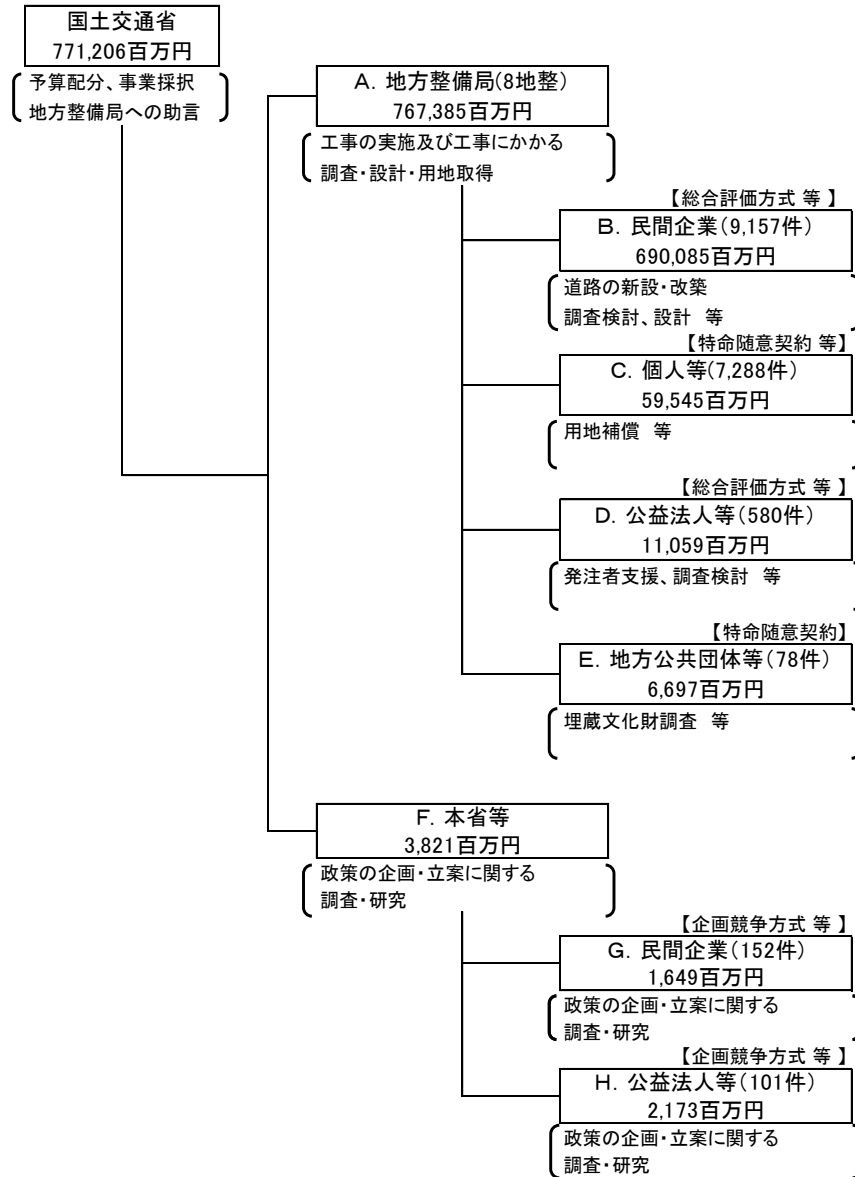 国土交通省
771,206百万円
予算配分、事業採択
地方整備局への助言
A. 地方整備局(8地整)
767,385百万円
工事の実施及び工事にかかる
調査・設計・用地取得
【総合評価方式 等 】
B. 民間企業(9,157件)
690,085百万円
道路の新設・改築
調査検討、設計 等
【特命随意契約 等】
C. 個人等(7,288件)
59,545百万円
用地補償 等
【総合評価方式 等 】
D. 公益法人等(580件)
11,059百万円
発注者支援、調査検討 等
【特命随意契約】
E. 地方公共団体等(78件)
6,697百万円
埋蔵文化財調査 等
F. 本省等
3,821百万円
政策の企画・立案に関する
調査・研究
【企画競争方式 等 】
G. 民間企業(152件)
1,649百万円
政策の企画・立案に関する
調査・研究
【企画競争方式 等 】
H. 公益法人等(101件)
2,173百万円
政策の企画・立案に関する
調査・研究